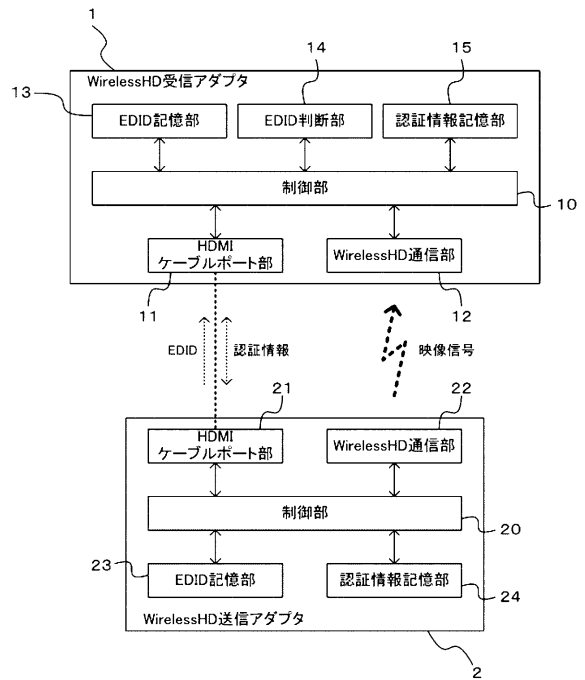 1
WirelessHD受信アダプタ
13
14
15
EDID記憶部
EDID判断部
認証情報記憶部
制御部
10
HDMI
ケーブルポート部
WirelessHD通信部
11
12
EDID
認証情報
映像信号
21
22
HDMI
ケーブルポート部
WirelessHD通信部
制御部
20
23
EDID記憶部
認証情報記憶部
24
WirelessHD送信アダプタ
2